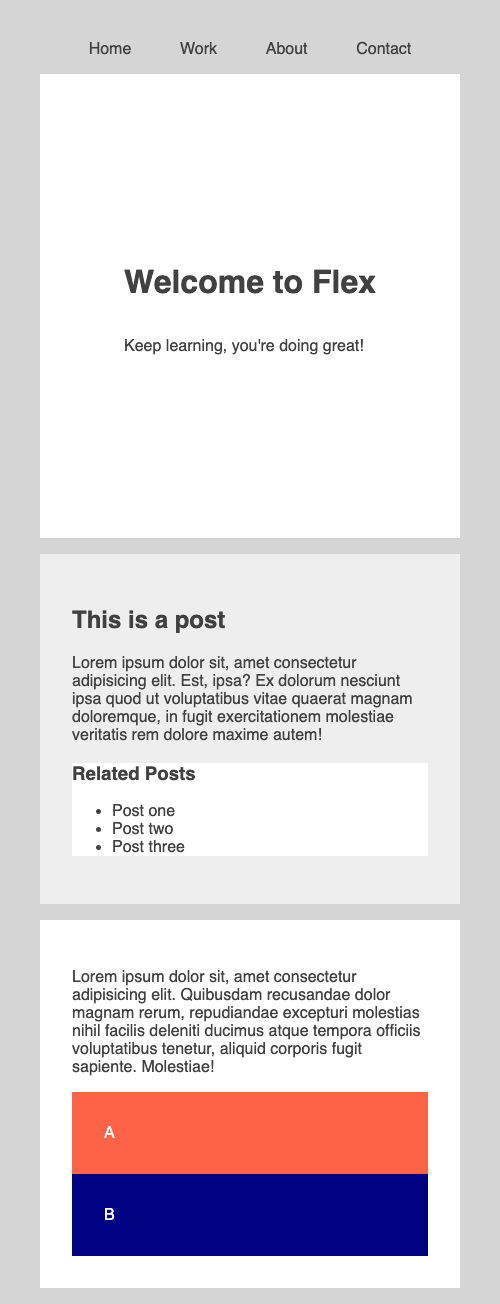 Home Work About Contact
Welcome to Flex
Keep learning, you're doing great!
This is a post
Lorem ipsum dolor sit, amet consectetur
adipisicing elit. Est, ipsa? Ex dolorum nesciunt
ipsa quod ut voluptatibus vitae quaerat magnam
doloremque, in fugit exercitationem molestiae
veritatis rem dolore maxime autem!
Related Posts
• Post one
• Post two
• Post three
Lorem ipsum dolor sit, amet consectetur
adipisicing elit. Quibusdam recusandae dolor
magnam rerum, repudiandae excepturi molestias
nihil facilis deleniti ducimus atque tempora officiis
voluptatibus tenetur, aliquid corporis fugit
sapiente. Molestiae!
A
B